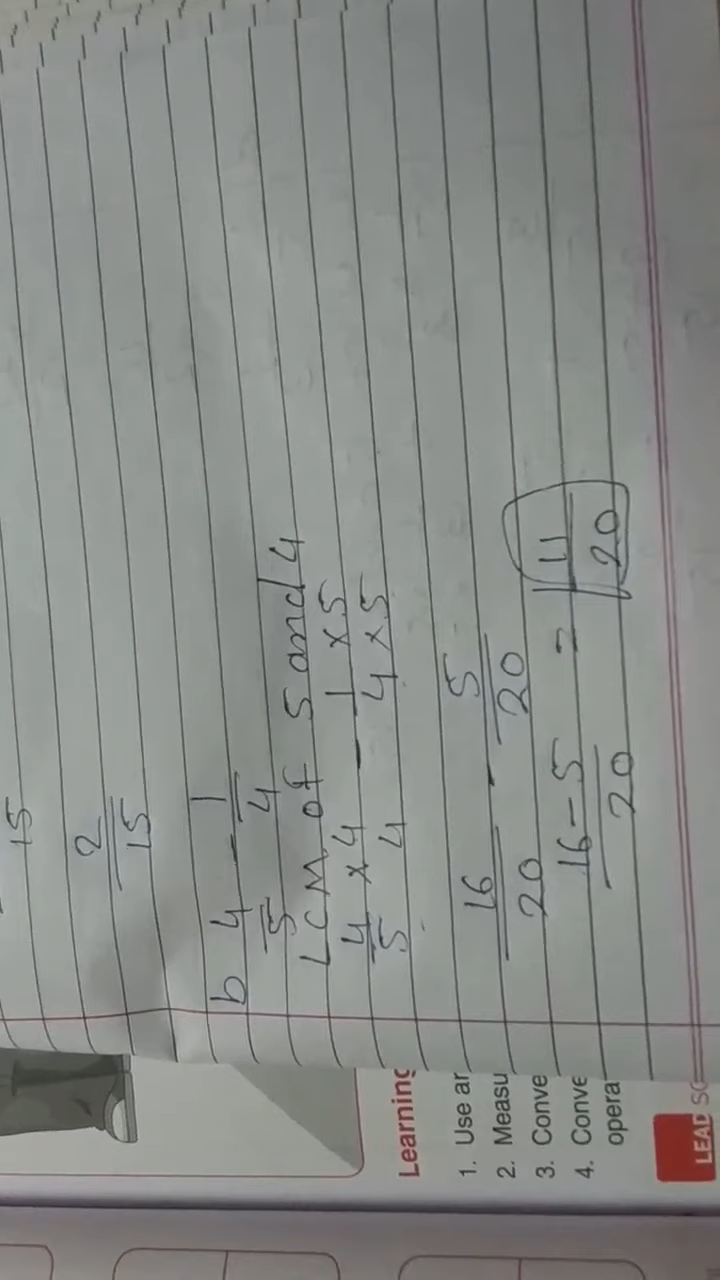 15
2
15
b 4/5 - 1/4
LCM of 5 and 4
4/5 × 4/4 - 1/4 × 5/5
16/20 - 5/20
16-5/20 = 11/20
Learning
1. Use ar
2. Measu
3. Conve
4. Conve
opera
LEAD SC